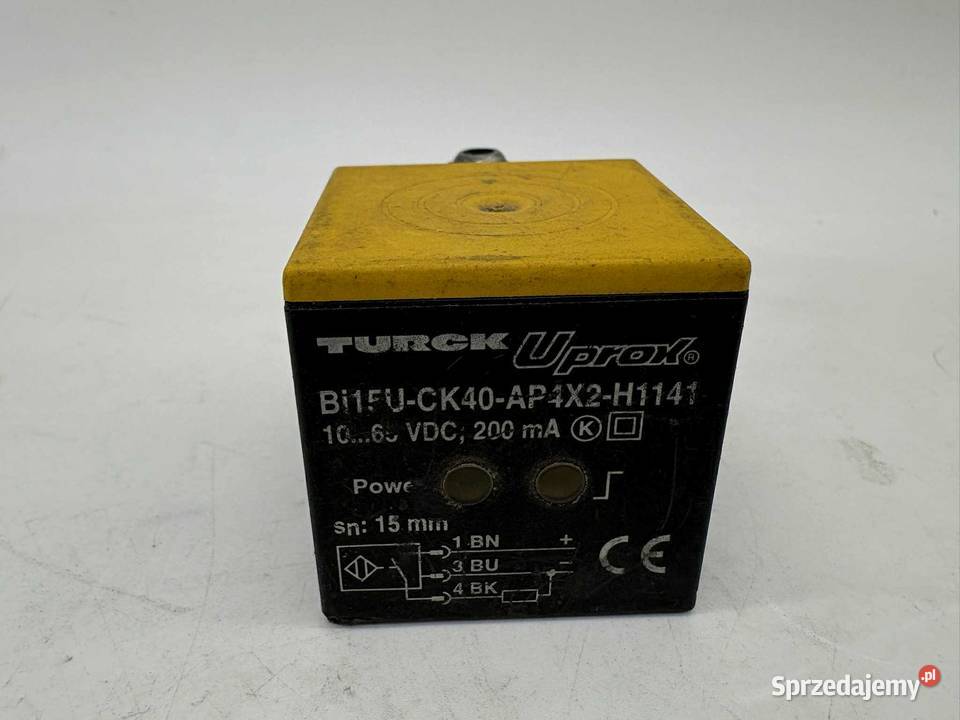 TURCK Uprox®
Bi15U-CK40-AP4X2-H1141
10...65 VDC, 200 mA K
Power
sn: 15 mm
1 BN +
3 BU −
4 BK
CE
Sprzedajemy.pl